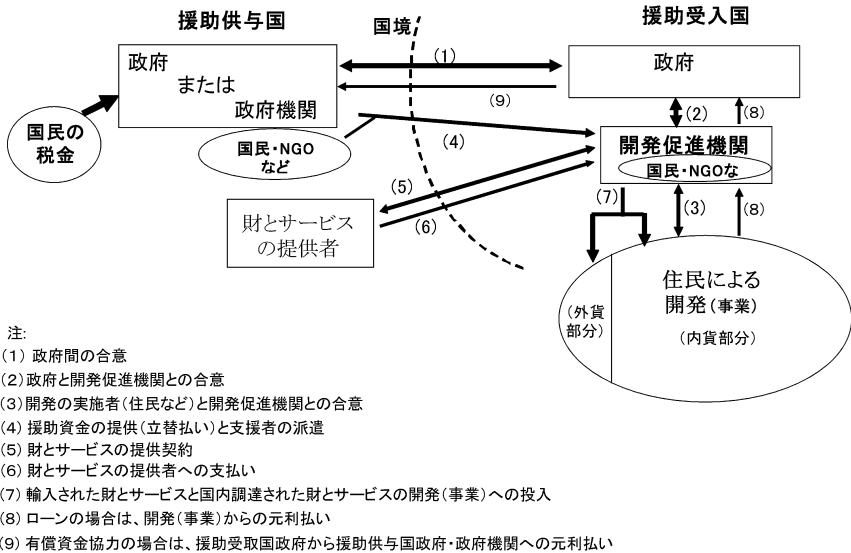 援助供与国
国境
援助受入国
政府
または
政府機関
(1)
(9)
政府
国民の
税金
国民・NGO
など
(4)
(2)
(8)
開発促進機関
国民・NGOな
(5)
(6)
(7)
(3)
(8)
財とサービス
の提供者
住民による
開発(事業)
(外貨
部分)
(内貨部分)
注:
(1) 政府間の合意
(2)政府と開発促進機関との合意
(3)開発の実施者(住民など)と開発促進機関との合意
(4) 援助資金の提供(立替払い)と支援者の派遣
(5) 財とサービスの提供契約
(6) 財とサービスの提供者への支払い
(7) 輸入された財とサービスと国内調達された財とサービスの開発(事業)への投入
(8) ローンの場合は、開発(事業)からの元利払い
(9) 有償資金協力の場合は、援助受取国政府から援助供与国政府・政府機関への元利払い